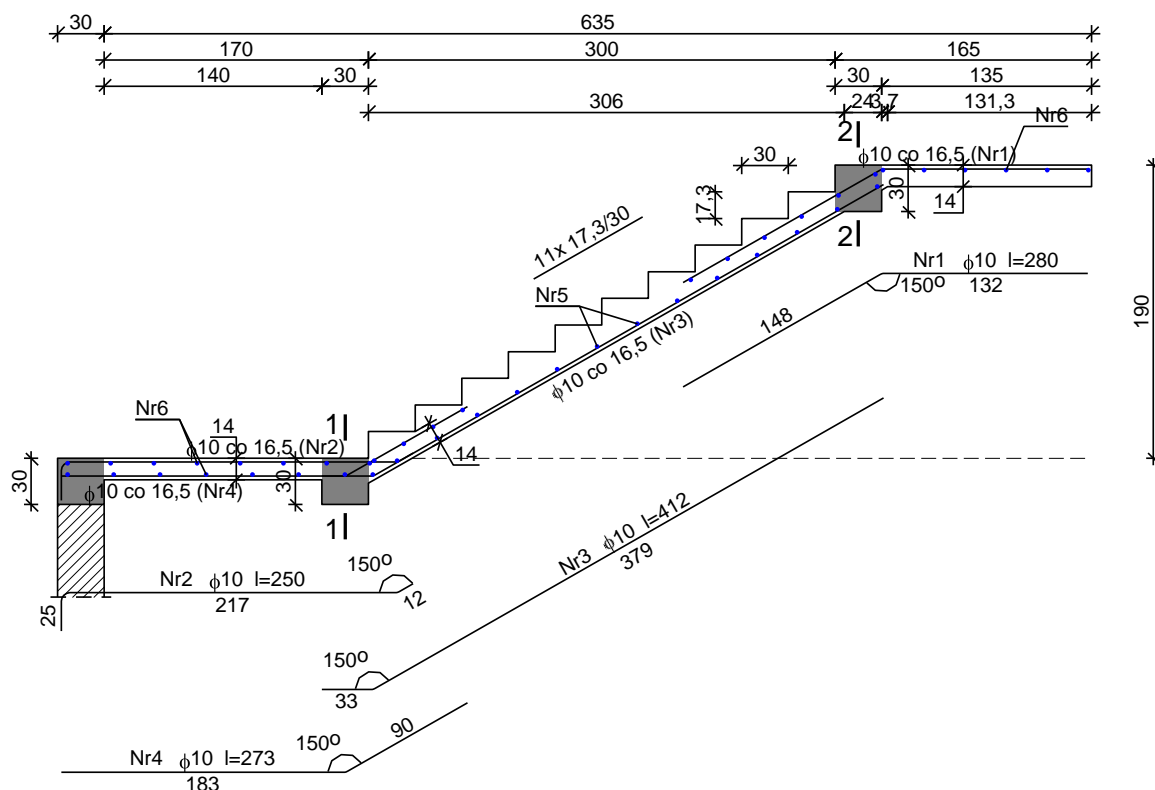 30 635
170 300 165
140 30 30 135
306 24 3,7 131,3
2 Nr6
ϕ10 co 16,5 (Nr1)
30
30
17,3
14
2
11x 17,3/30
Nr1 ϕ10 l=280
150º 132
Nr5
148
190
ϕ10 co 16,5 (Nr3)
Nr6
14
1
ϕ10 co 16,5 (Nr2)
14
30
30
ϕ10 co 16,5 (Nr4)
1
Nr3 ϕ10 l=412
379
150º
Nr2 ϕ10 l=250
217
12
25
150º
33
90
Nr4 ϕ10 l=273
150º
183